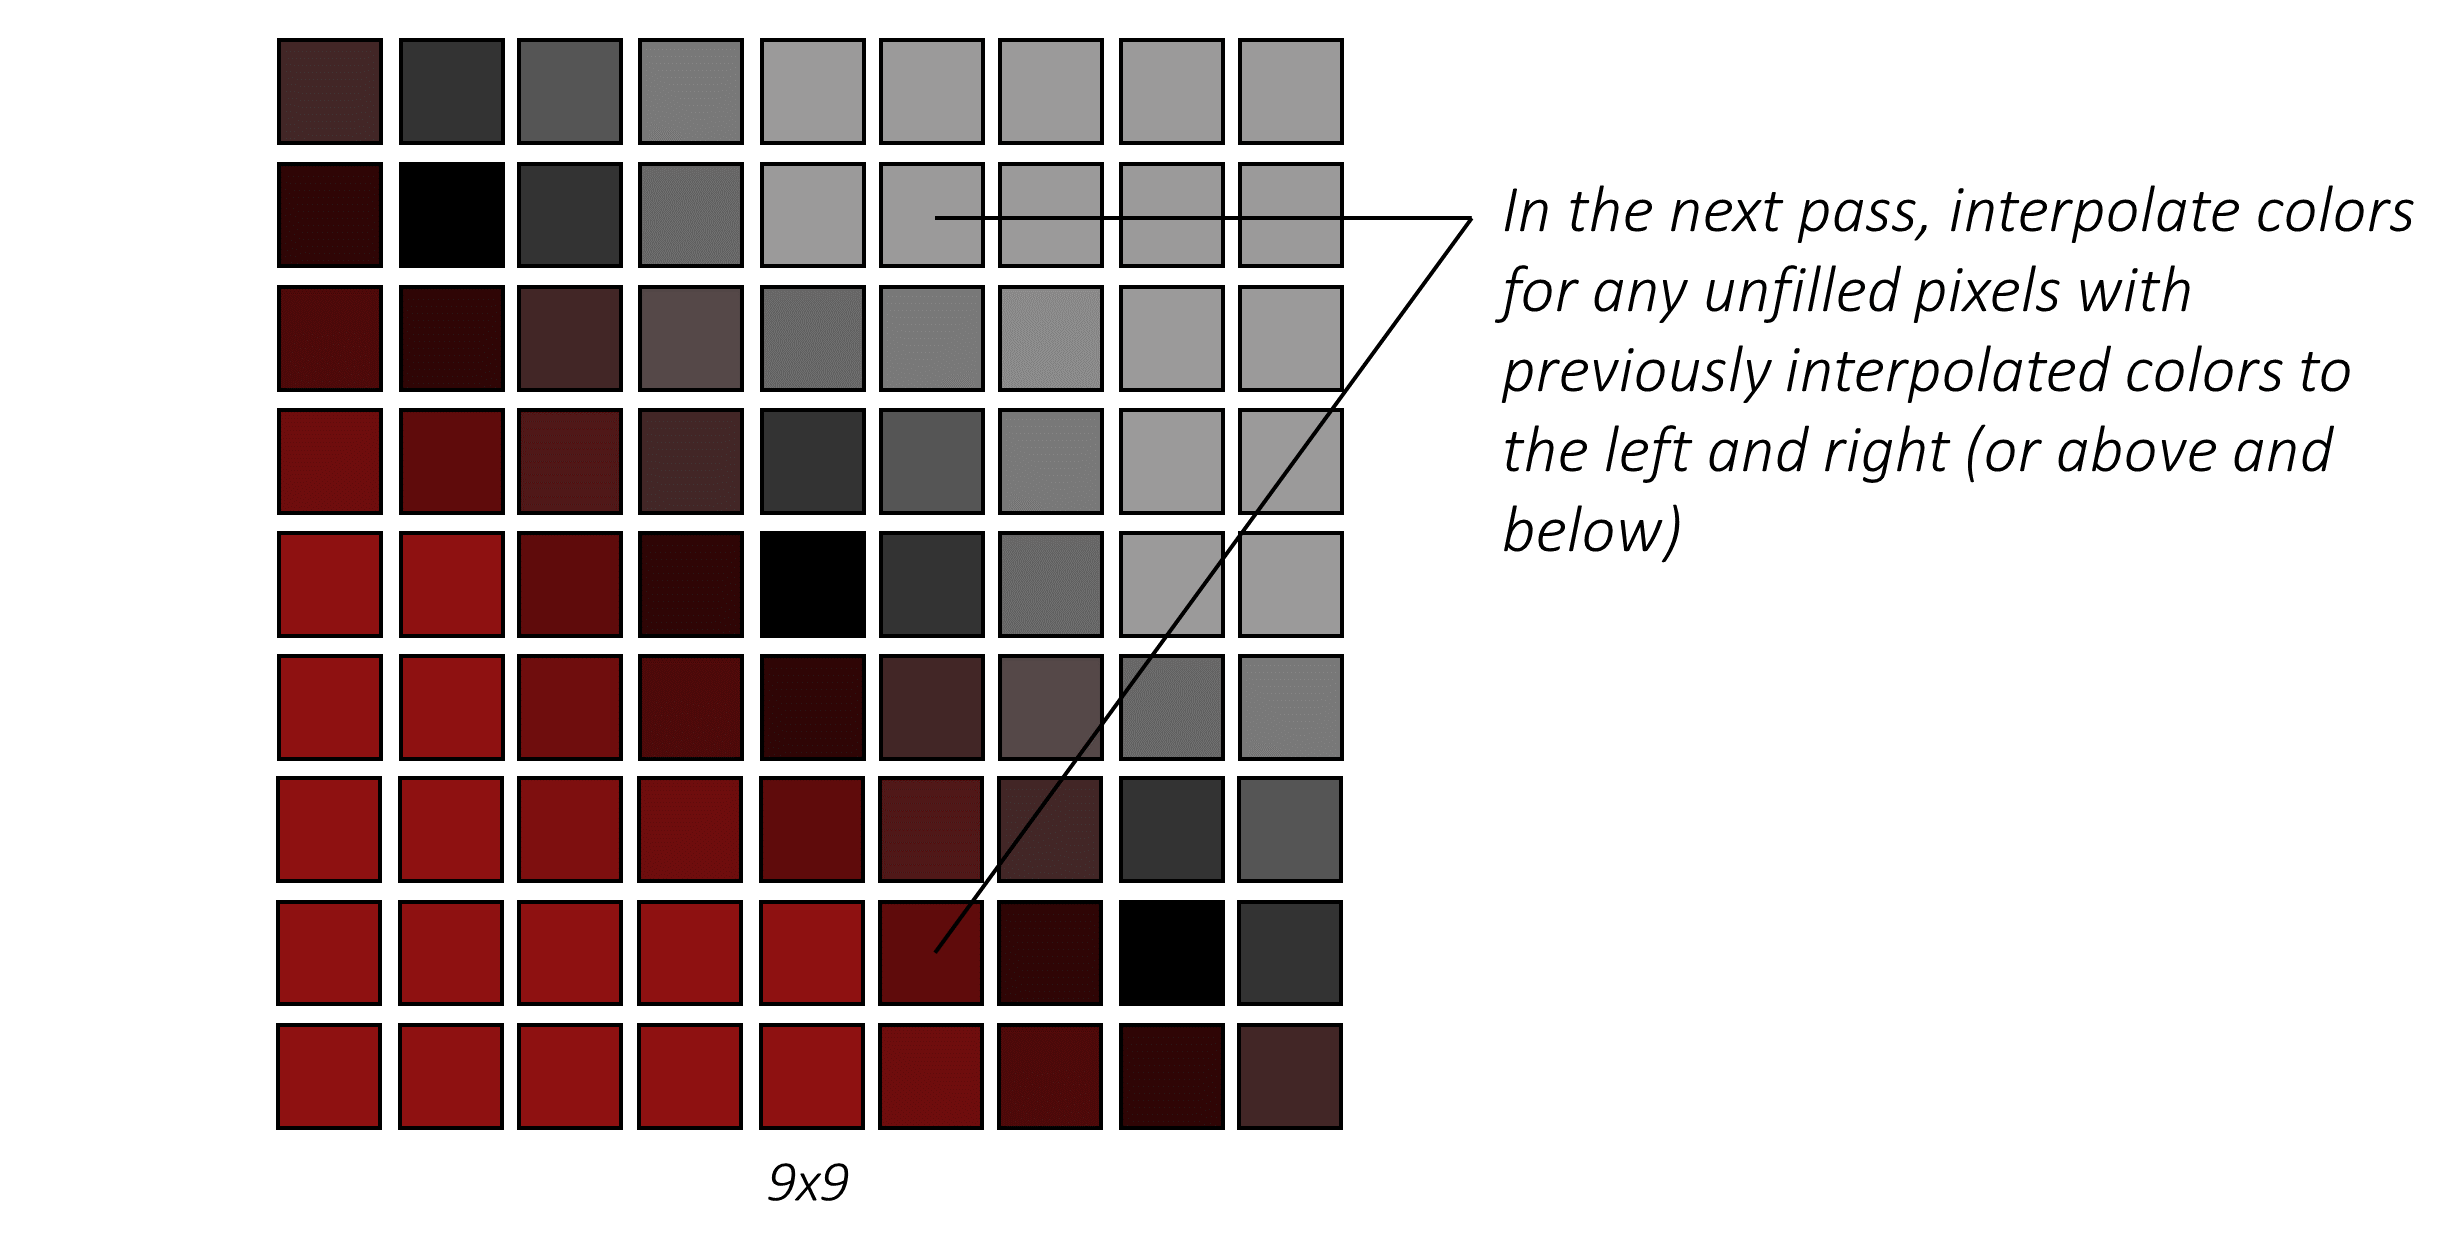 In the next pass, interpolate colors
for any unfilled pixels with
previously interpolated colors to
the left and right (or above and
below)
9x9